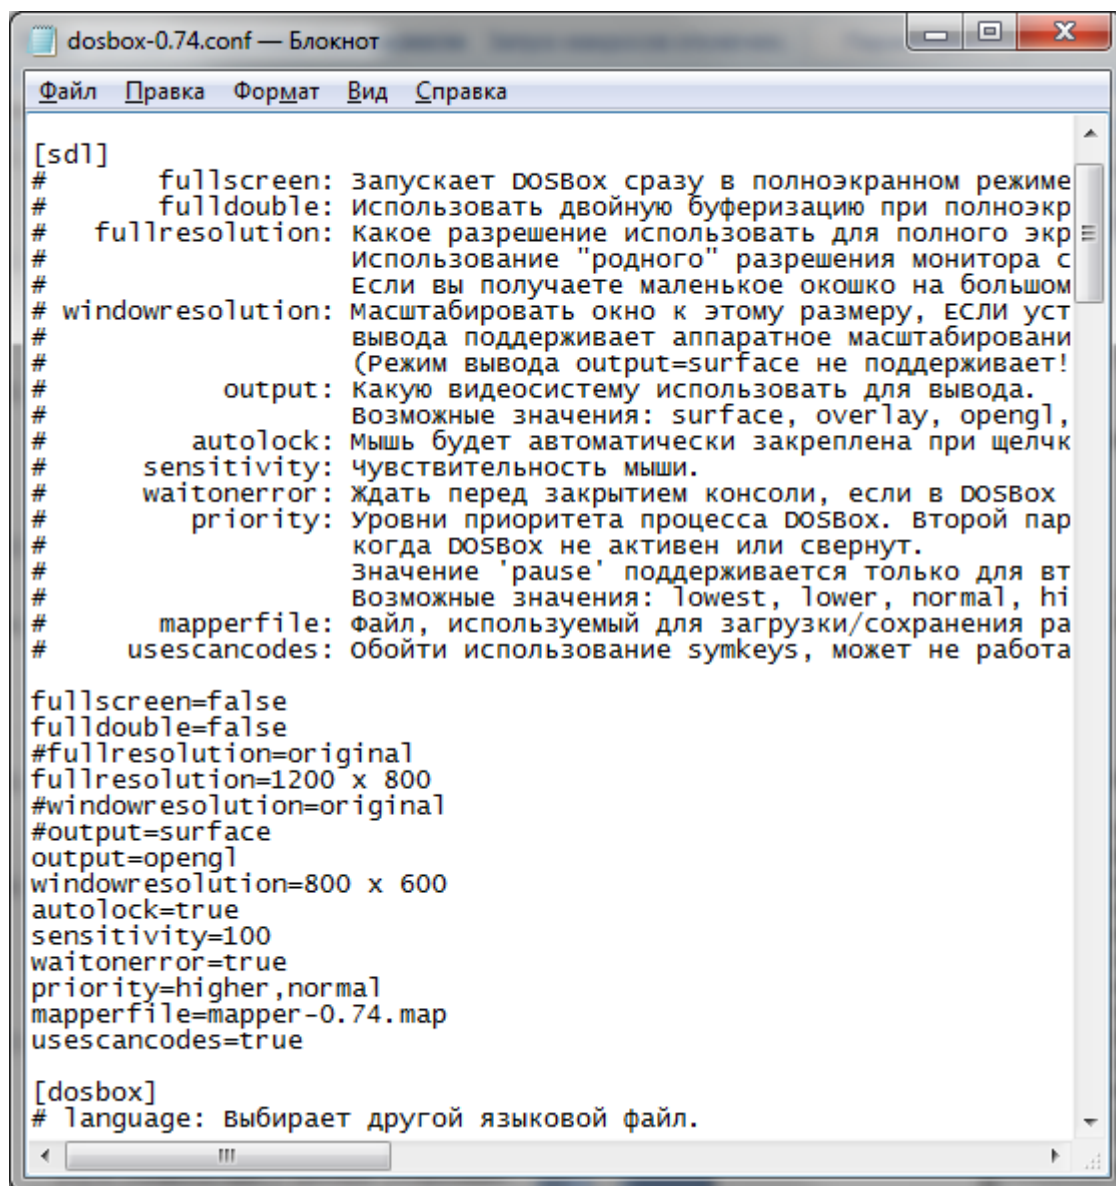 dosbox-0.74.conf — Блокнот
Файл Правка Формат Вид Справка
[sdl]
#       fullscreen: Запускает DOSBox сразу в полноэкранном режиме
#       fulldouble: Использовать двойную буферизацию при полноэкр
#   fullresolution: Какое разрешение использовать для полного экр
#                   Использование "родного" разрешения монитора с
#                   Если вы получаете маленькое окошко на большом
# windowresolution: Масштабировать окно к этому размеру, ЕСЛИ уст
#                   вывода поддерживает аппаратное масштабировани
#                   (Режим вывода output=surface не поддерживает!
#           output: Какую видеосистему использовать для вывода.
#                   Возможные значения: surface, overlay, opengl,
#         autolock: Мышь будет автоматически закреплена при щелчк
#      sensitivity: Чувствительность мыши.
#      waitonerror: Ждать перед закрытием консоли, если в DOSBox
#         priority: Уровни приоритета процесса DOSBox. Второй пар
#                   когда DOSBox не активен или свернут.
#                   Значение 'pause' поддерживается только для вт
#                   Возможные значения: lowest, lower, normal, hi
#       mapperfile: Файл, используемый для загрузки/сохранения ра
#     usescancodes: Обойти использование symkeys, может не работа
fullscreen=false
fulldouble=false
#fullresolution=original
fullresolution=1200 x 800
#windowresolution=original
#output=surface
output=opengl
windowresolution=800 x 600
autolock=true
sensitivity=100
waitonerror=true
priority=higher,normal
mapperfile=mapper-0.74.map
usescancodes=true
[dosbox]
# language: Выбирает другой языковой файл.